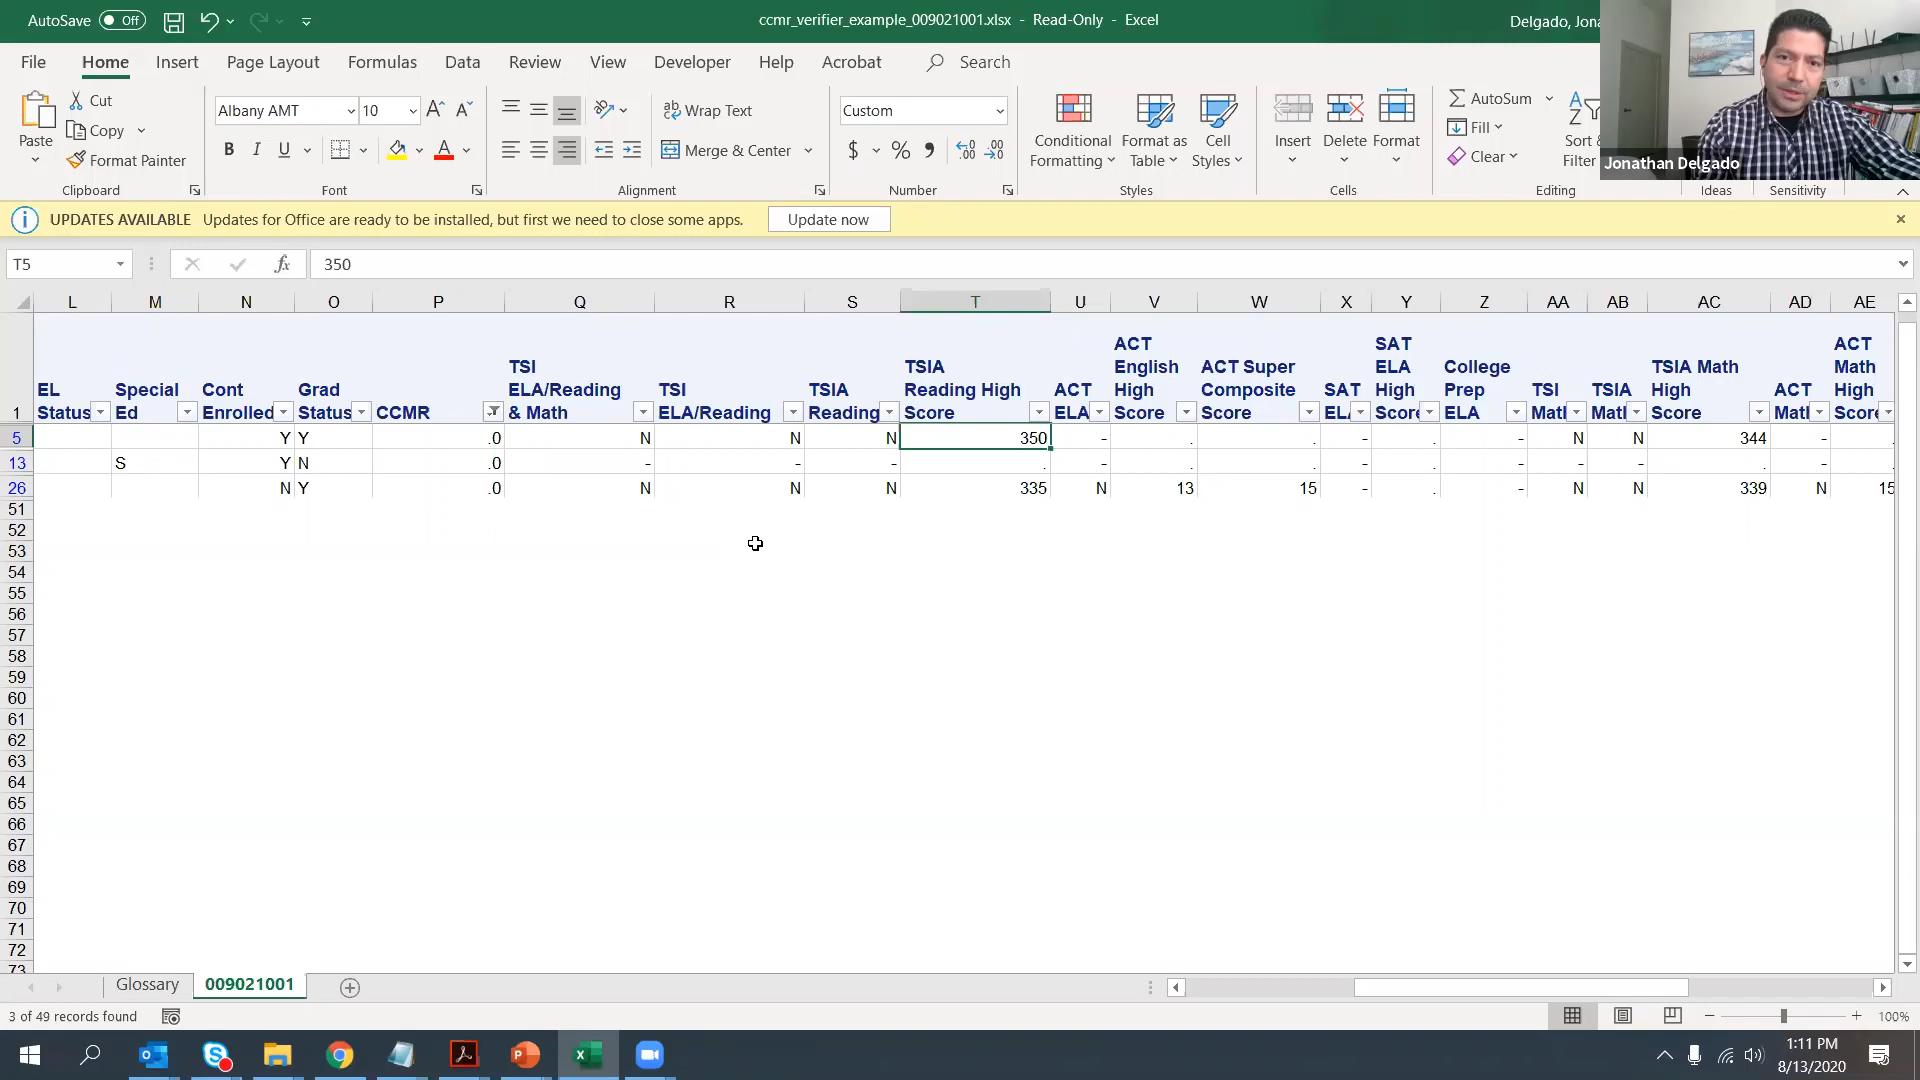 AutoSave Off
ccmr_verifier_example_009021001.xlsx - Read-Only - Excel
Delgado, Jona
File Home Insert Page Layout Formulas Data Review View Developer Help Acrobat Search
Paste
Cut
Copy
Format Painter
Clipboard
Albany AMT 10
B I U
Font
Wrap Text
Merge & Center
Alignment
Custom
$ % 9
Number
Conditional Formatting
Format as Table
Cell Styles
Styles
Insert
Delete
Format
Cells
AutoSum
Fill
Clear
Sort & Filter
Editing
Ideas
Sensitivity
Jonathan Delgado
UPDATES AVAILABLE Updates for Office are ready to be installed, but first we need to close some apps. Update now
T5 fx 350
L M N O P Q R S T U V W X Y Z AA AB AC AD AE
1
EL Status
Special Ed
Cont Enrolled
Grad Status
CCMR
TSI ELA/Reading & Math
TSI ELA/Reading
TSIA Reading
TSIA Reading High Score
ACT ELA
ACT English High Score
ACT Super Composite Score
SAT
SAT ELA High
College Prep ELA
TSI
TSIA
TSIA Math High Score
ACT
ACT Math High
5 Y Y .0 N N N 350 - . . - . - N N 344 - .
13 S Y N .0 - - - . - . . - . - - - . - .
26 N Y .0 N N N 335 N 13 15 - . - N N 339 N 15
51
52
53
54
55
56
57
58
59
60
61
62
63
64
65
66
67
68
69
70
71
72
73
Glossary 009021001
3 of 49 records found
100%
1:11 PM
8/13/2020